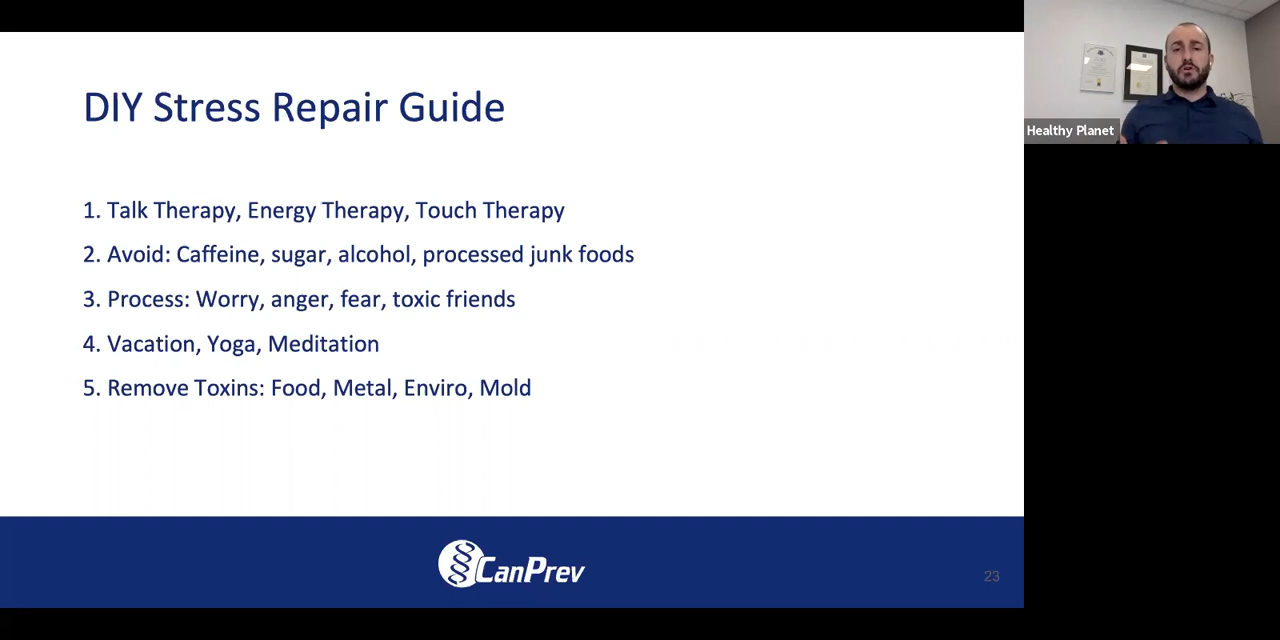 DIY Stress Repair Guide
1. Talk Therapy, Energy Therapy, Touch Therapy
2. Avoid: Caffeine, sugar, alcohol, processed junk foods
3. Process: Worry, anger, fear, toxic friends
4. Vacation, Yoga, Meditation
5. Remove Toxins: Food, Metal, Enviro, Mold
CanPrev
23
Healthy Planet